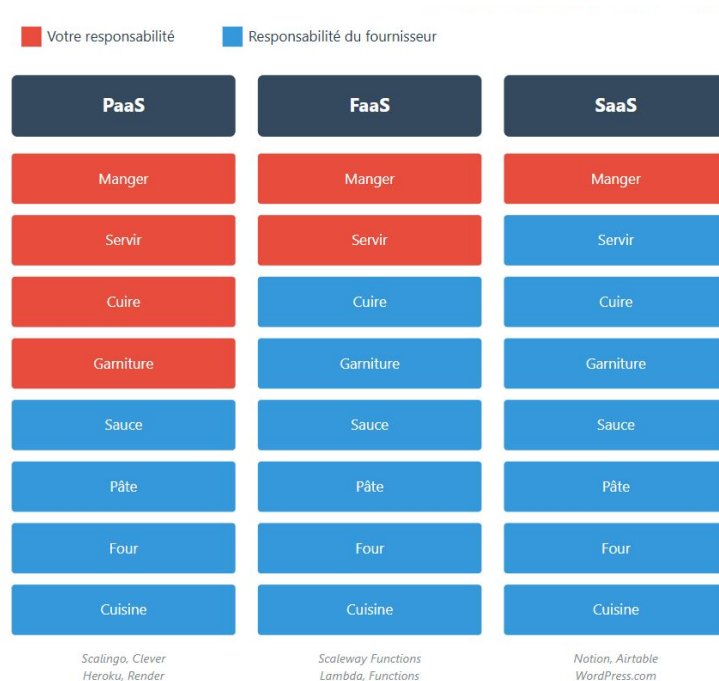 Votre responsabilité
Responsabilité du fournisseur
PaaS
FaaS
SaaS
Manger
Manger
Manger
Servir
Servir
Servir
Cuire
Cuire
Cuire
Garniture
Garniture
Garniture
Sauce
Sauce
Sauce
Pâte
Pâte
Pâte
Four
Four
Four
Cuisine
Cuisine
Cuisine
Scalingo, Clever
Heroku, Render
Scaleway Functions
Lambda, Functions
Notion, Airtable
WordPress.com